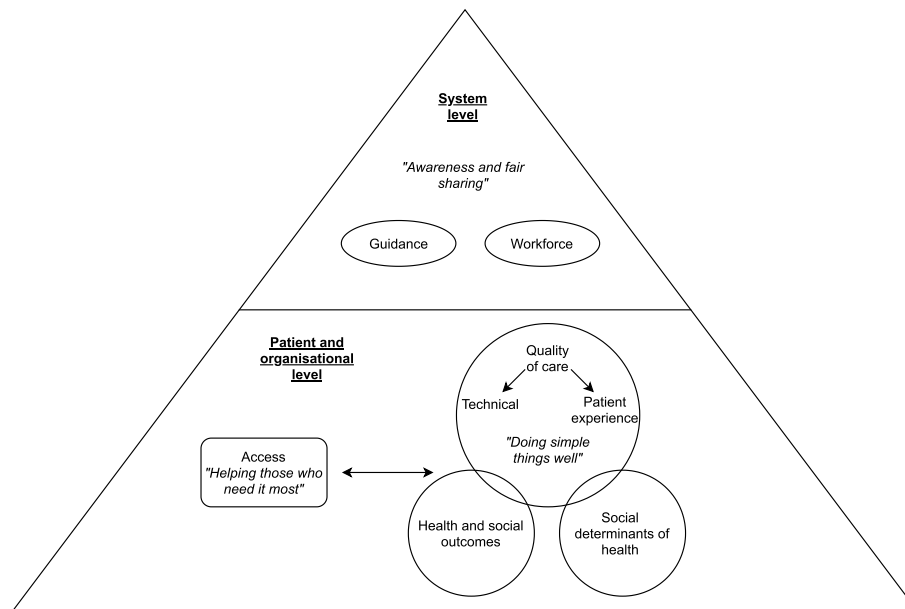 System
level
"Awareness and fair
sharing"
Guidance
Workforce
Patient and
organisational
level
Quality
of care
Technical
Patient
experience
"Doing simple
things well"
Access
"Helping those who
need it most"
Health and social
outcomes
Social
determinants of
health